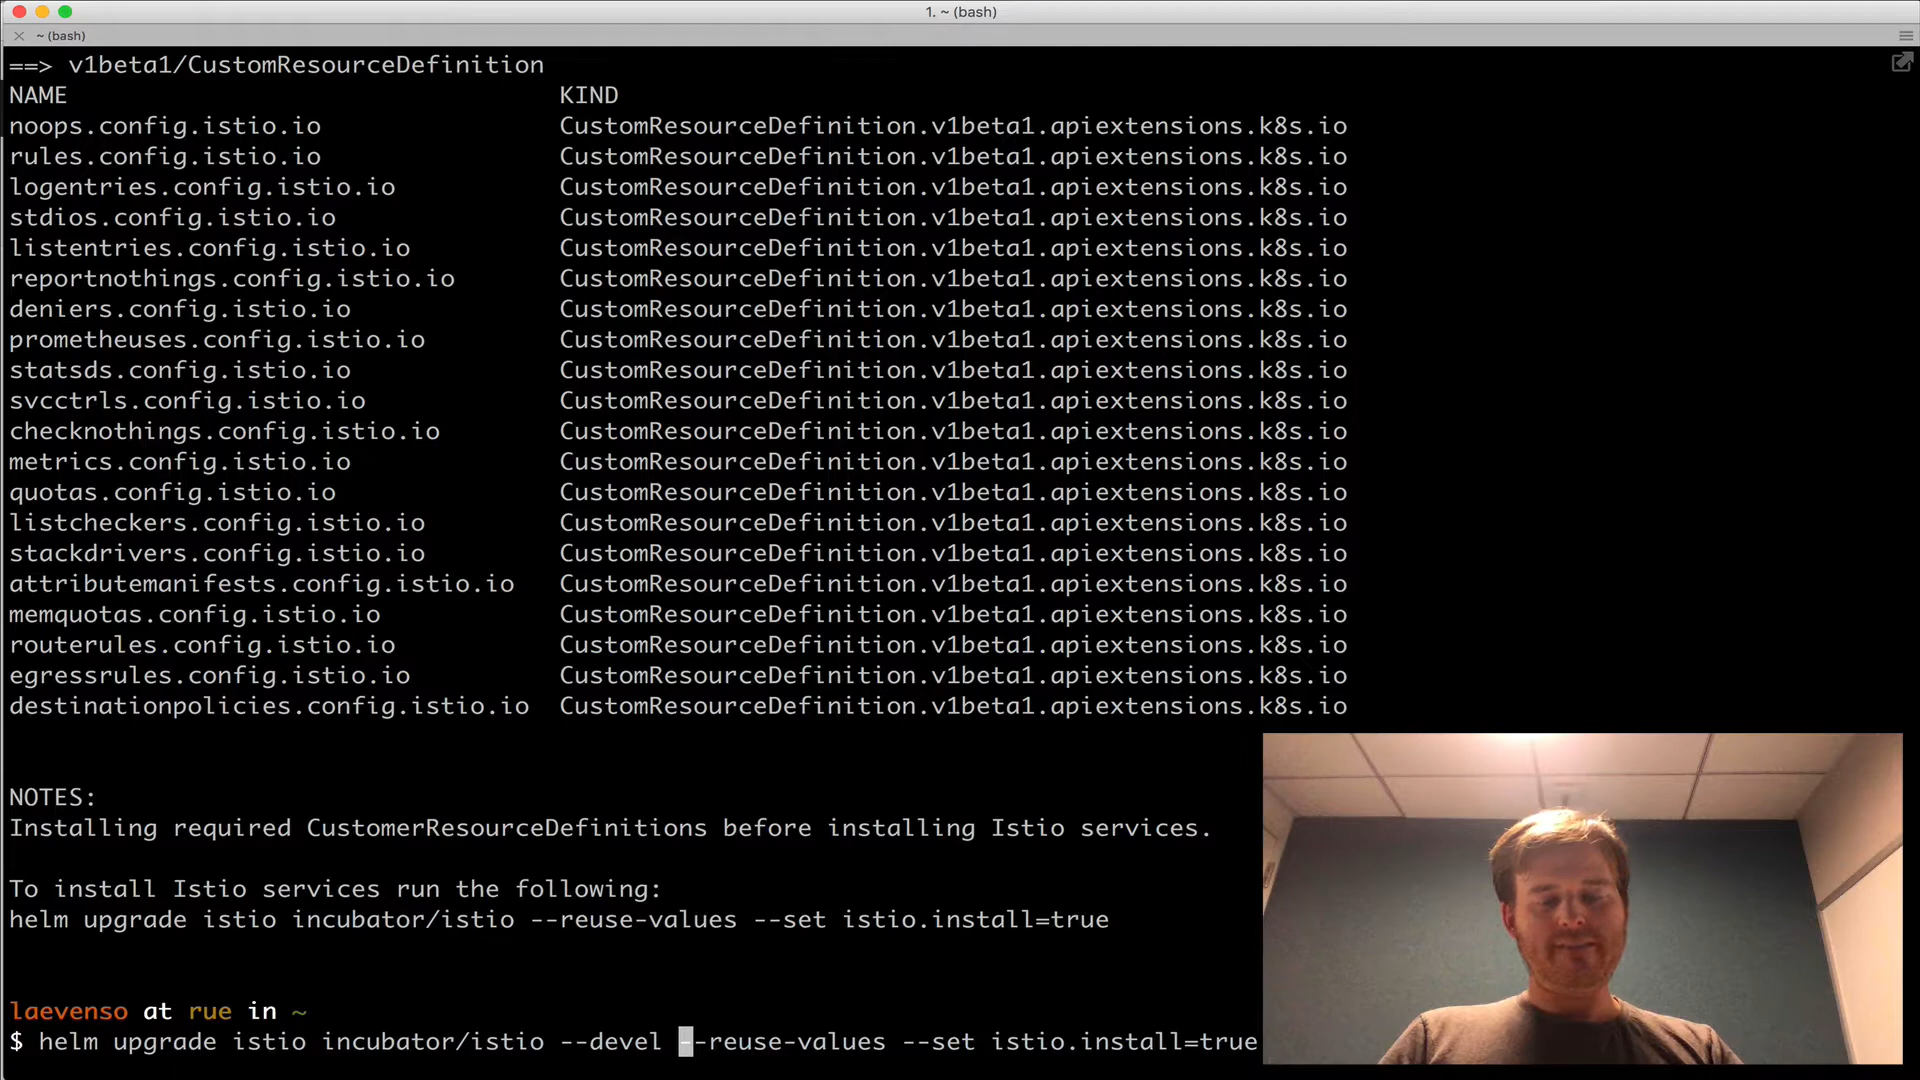 1. ~ (bash)
~ (bash)
==> v1beta1/CustomResourceDefinition
NAME KIND
noops.config.istio.io CustomResourceDefinition.v1beta1.apiextensions.k8s.io
rules.config.istio.io CustomResourceDefinition.v1beta1.apiextensions.k8s.io
logentries.config.istio.io CustomResourceDefinition.v1beta1.apiextensions.k8s.io
stdios.config.istio.io CustomResourceDefinition.v1beta1.apiextensions.k8s.io
listentries.config.istio.io CustomResourceDefinition.v1beta1.apiextensions.k8s.io
reportnothings.config.istio.io CustomResourceDefinition.v1beta1.apiextensions.k8s.io
deniers.config.istio.io CustomResourceDefinition.v1beta1.apiextensions.k8s.io
prometheuses.config.istio.io CustomResourceDefinition.v1beta1.apiextensions.k8s.io
statsds.config.istio.io CustomResourceDefinition.v1beta1.apiextensions.k8s.io
svcctrls.config.istio.io CustomResourceDefinition.v1beta1.apiextensions.k8s.io
checknothings.config.istio.io CustomResourceDefinition.v1beta1.apiextensions.k8s.io
metrics.config.istio.io CustomResourceDefinition.v1beta1.apiextensions.k8s.io
quotas.config.istio.io CustomResourceDefinition.v1beta1.apiextensions.k8s.io
listcheckers.config.istio.io CustomResourceDefinition.v1beta1.apiextensions.k8s.io
stackdrivers.config.istio.io CustomResourceDefinition.v1beta1.apiextensions.k8s.io
attributemanifests.config.istio.io CustomResourceDefinition.v1beta1.apiextensions.k8s.io
memquotas.config.istio.io CustomResourceDefinition.v1beta1.apiextensions.k8s.io
routerules.config.istio.io CustomResourceDefinition.v1beta1.apiextensions.k8s.io
egressrules.config.istio.io CustomResourceDefinition.v1beta1.apiextensions.k8s.io
destinationpolicies.config.istio.io CustomResourceDefinition.v1beta1.apiextensions.k8s.io
NOTES:
Installing required CustomerResourceDefinitions before installing Istio services.
To install Istio services run the following:
helm upgrade istio incubator/istio --reuse-values --set istio.install=true
laevenso at rue in ~
$ helm upgrade istio incubator/istio --devel --reuse-values --set istio.install=true